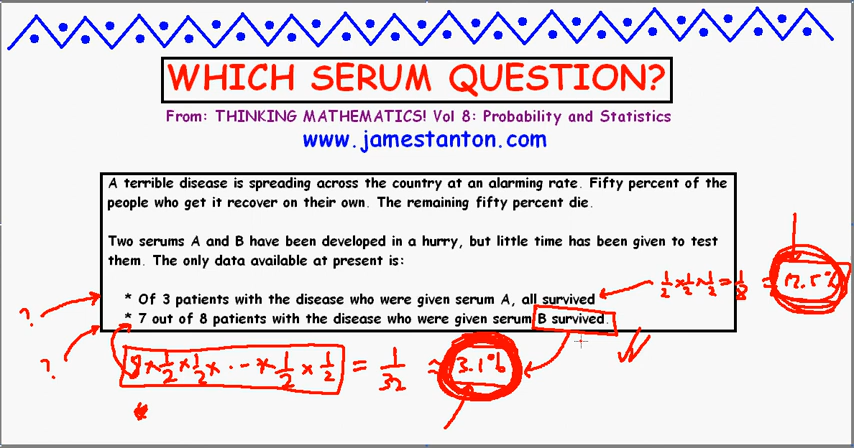 WHICH SERUM QUESTION?
From: THINKING MATHEMATICS! Vol 8: Probability and Statistics
www.jamestanton.com
A terrible disease is spreading across the country at an alarming rate. Fifty percent of the
people who get it recover on their own. The remaining fifty percent die.
Two serums A and B have been developed in a hurry, but little time has been given to test
them. The only data available at present is:
* Of 3 patients with the disease who were given serum A, all survived
½ × ½ × ½ = 1/8 = 12.5%
?
* 7 out of 8 patients with the disease who were given serum B survived.
?
8 × ½ × ½ × · - × ½ × ½ = 1/32 ≈ 3.1%
*